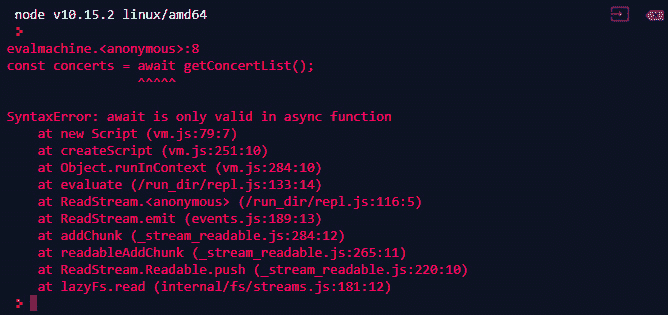 node v10.15.2 linux/amd64
>
evalmachine.<anonymous>:8
const concerts = await getConcertList();
^^^^^
SyntaxError: await is only valid in async function
at new Script (vm.js:79:7)
at createScript (vm.js:251:10)
at Object.runInContext (vm.js:284:10)
at evaluate (/run_dir/repl.js:133:14)
at ReadStream.<anonymous> (/run_dir/repl.js:116:5)
at ReadStream.emit (events.js:189:13)
at addChunk (_stream_readable.js:284:12)
at readableAddChunk (_stream_readable.js:265:11)
at ReadStream.Readable.push (_stream_readable.js:220:10)
at lazyFs.read (internal/fs/streams.js:181:12)
>